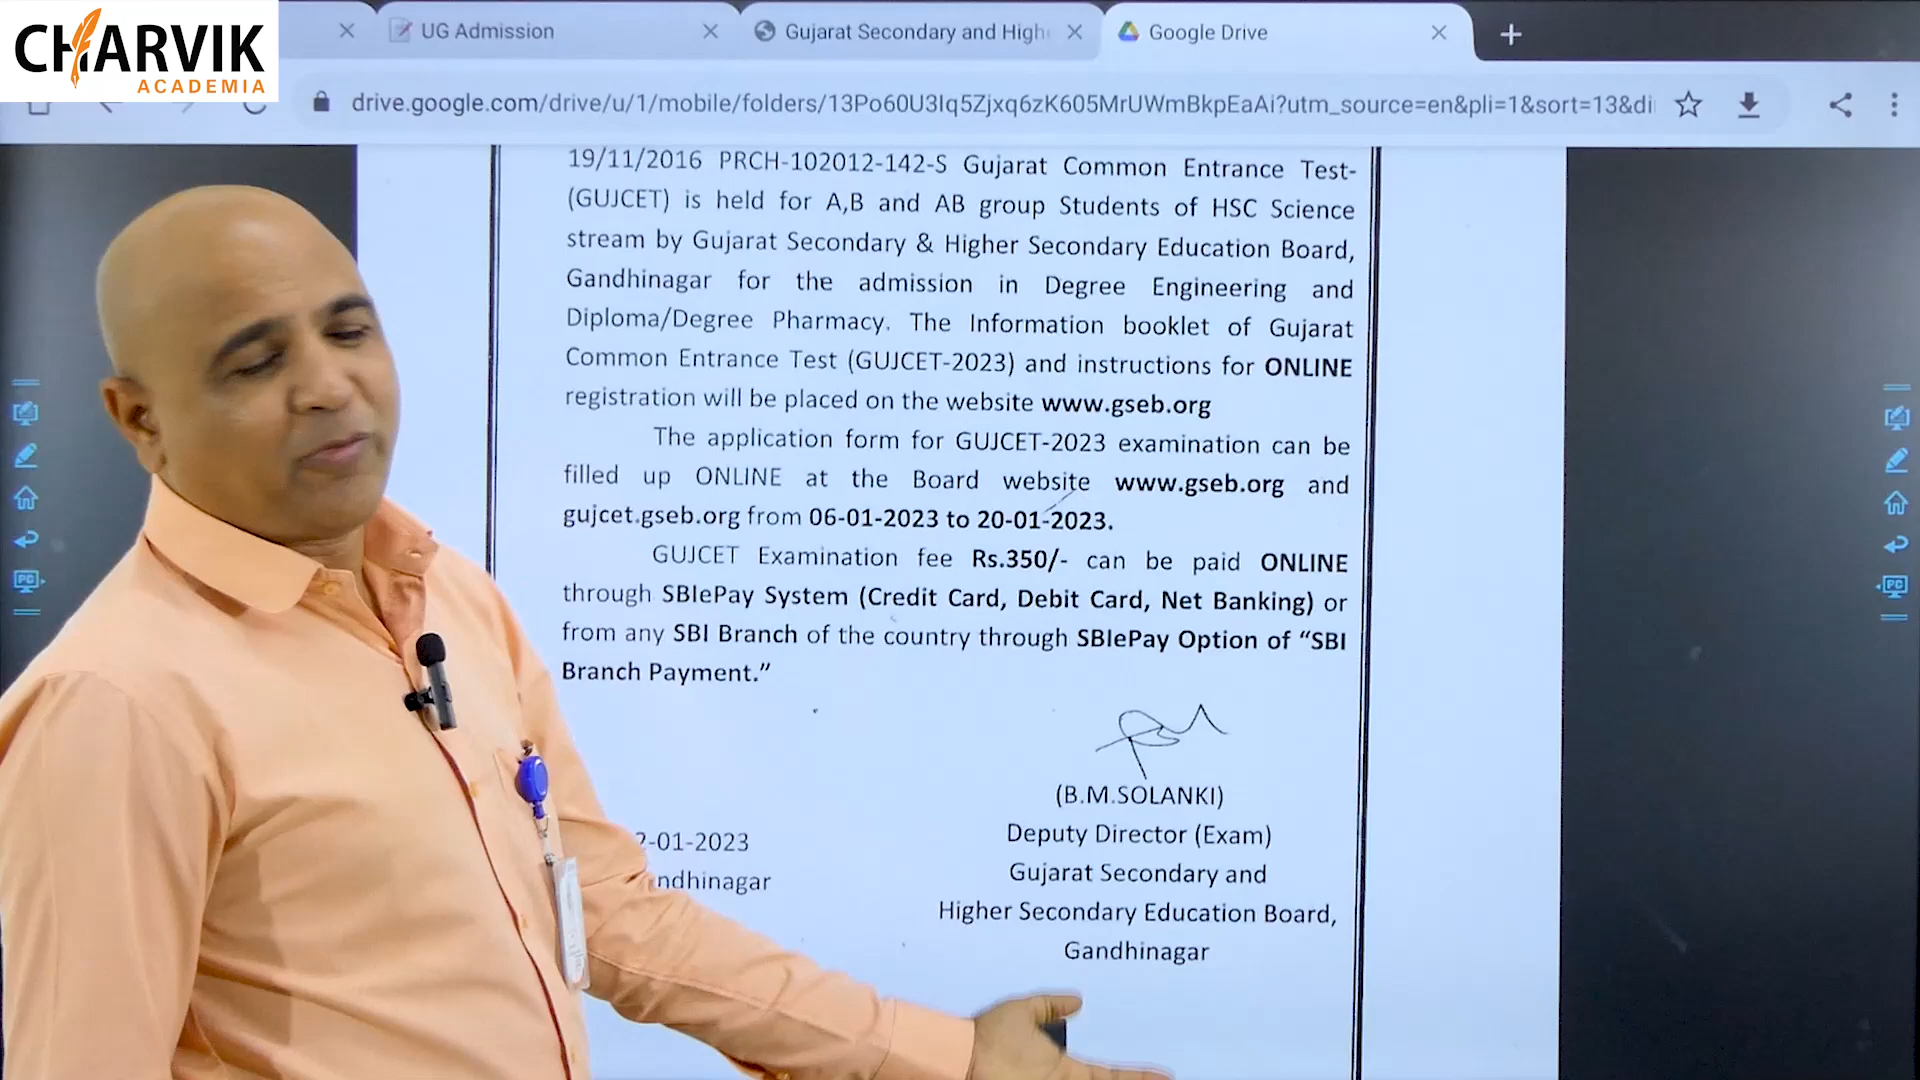 CHARVIK
ACADEMIA
UG Admission
Gujarat Secondary and High
Google Drive
drive.google.com/drive/u/1/mobile/folders/13Po60U3Iq5Zjxq6zK605MrUWmBkpEaAi?utm_source=en&pli=1&sort=13&di
19/11/2016 PRCH-102012-142-S Gujarat Common Entrance Test-
(GUJCET) is held for A,B and AB group Students of HSC Science
stream by Gujarat Secondary & Higher Secondary Education Board,
Gandhinagar for the admission in Degree Engineering and
Diploma/Degree Pharmacy. The Information booklet of Gujarat
Common Entrance Test (GUJCET-2023) and instructions for ONLINE
registration will be placed on the website www.gseb.org
The application form for GUJCET-2023 examination can be
filled up ONLINE at the Board website www.gseb.org and
gujcet.gseb.org from 06-01-2023 to 20-01-2023.
GUJCET Examination fee Rs.350/- can be paid ONLINE
through SBIePay System (Credit Card, Debit Card, Net Banking) or
from any SBI Branch of the country through SBIePay Option of “SBI
Branch Payment.”
(B.M.SOLANKI)
2-01-2023
Deputy Director (Exam)
ndhinagar
Gujarat Secondary and
Higher Secondary Education Board,
Gandhinagar
PC
PC